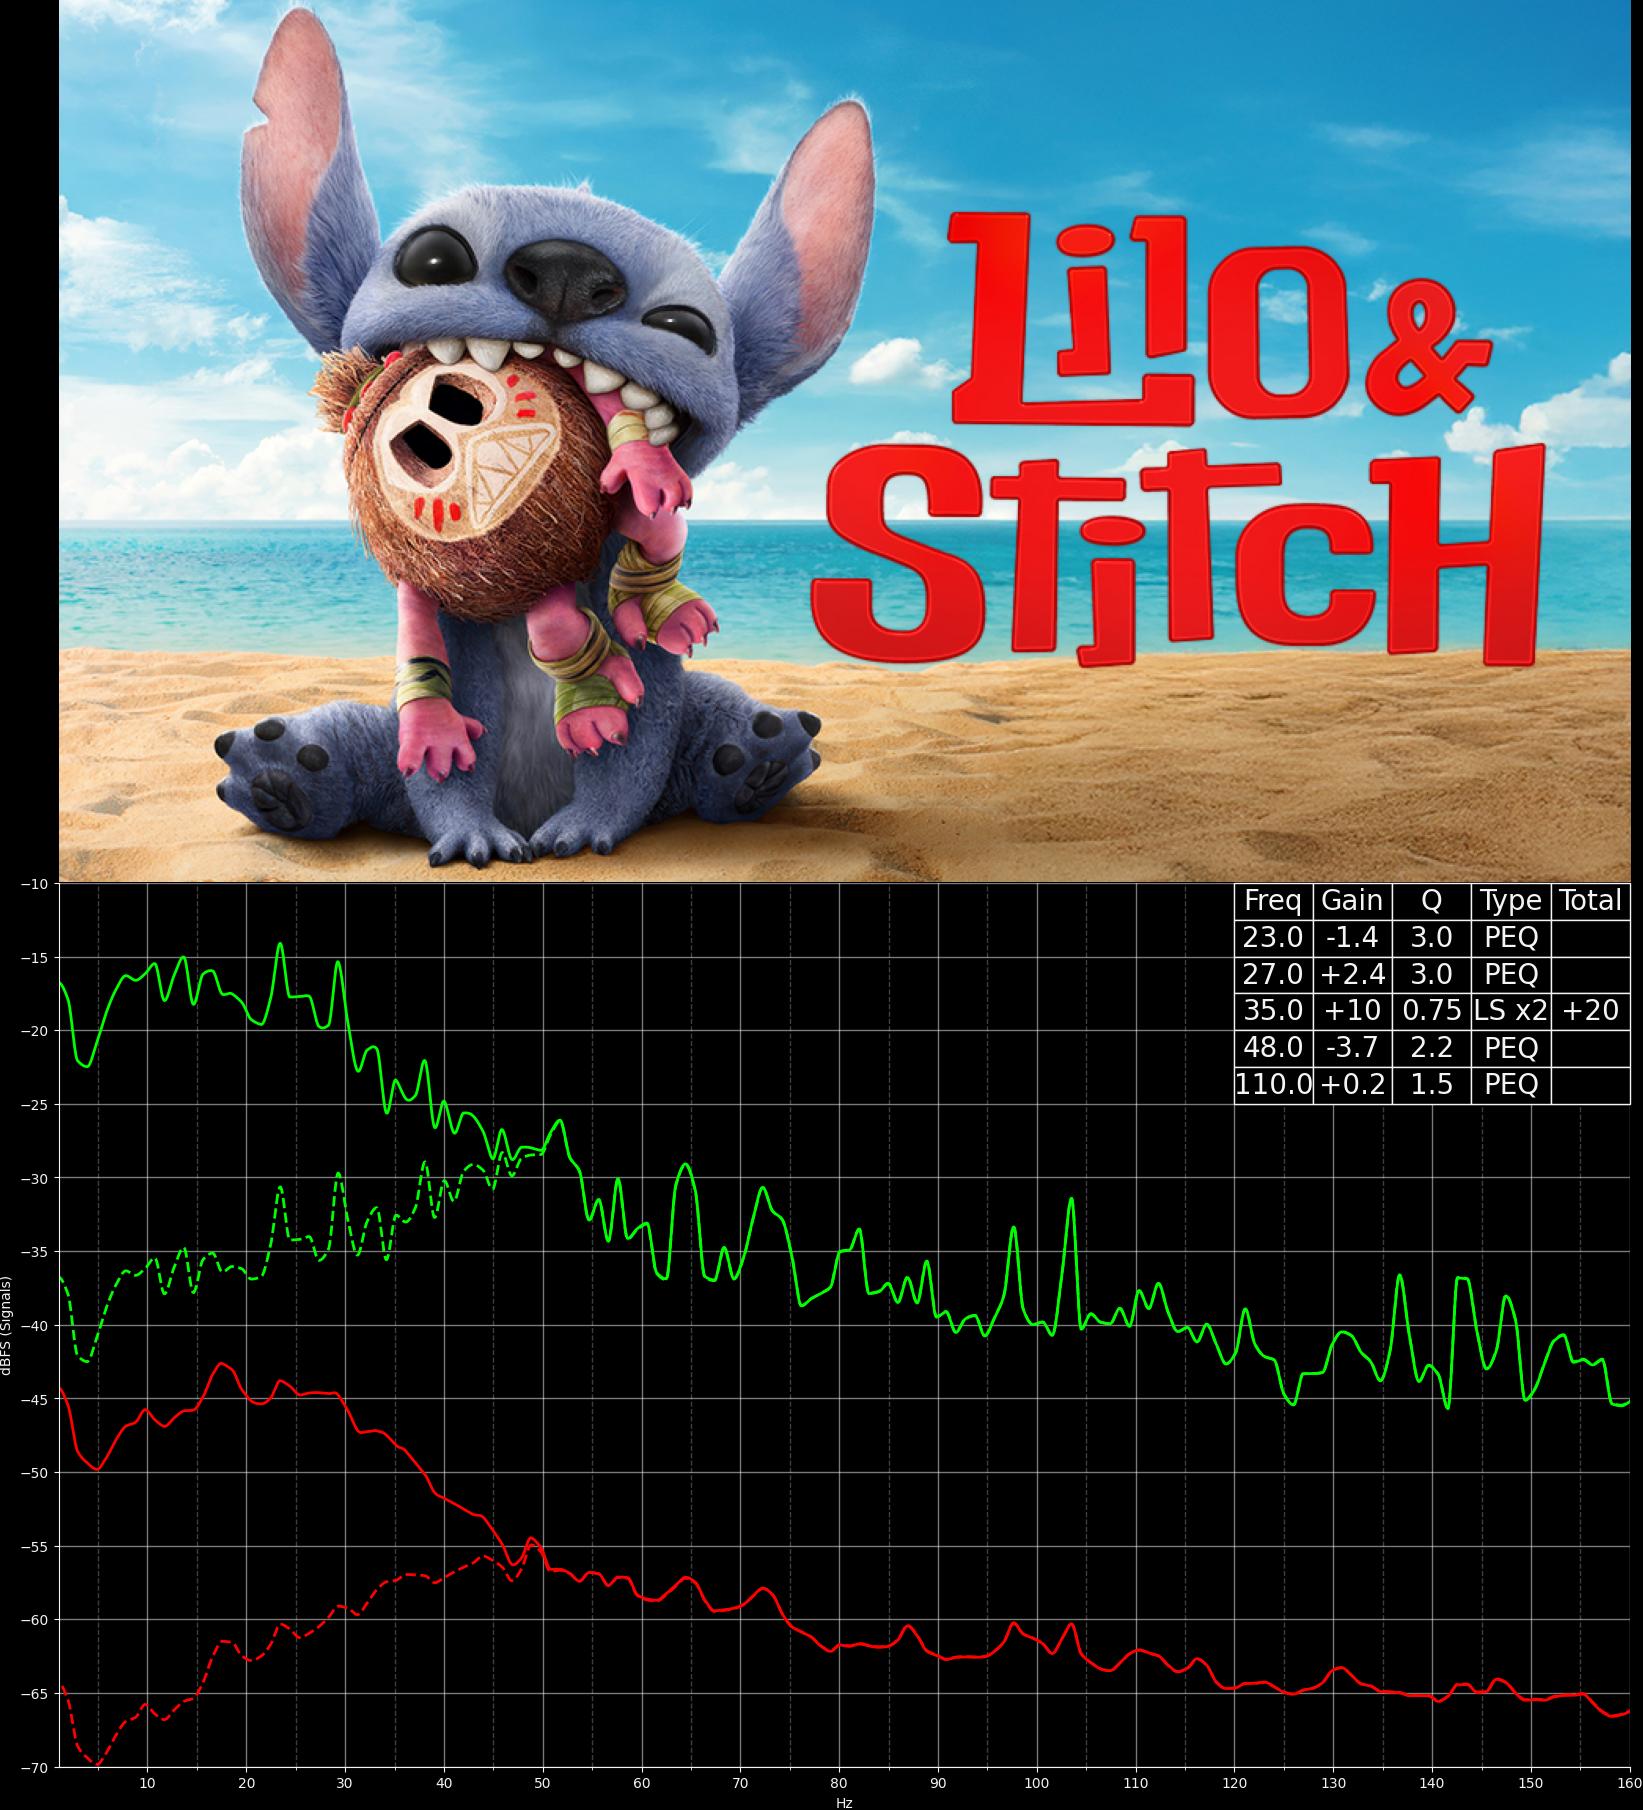 Lilo &
Stitch
Freq Gain Q Type Total
23.0 -1.4 3.0 PEQ
27.0 +2.4 3.0 PEQ
35.0 +10 0.75 LS x2 +20
48.0 -3.7 2.2 PEQ
110.0 +0.2 1.5 PEQ
−10
−15
−20
−25
−30
−35
−40
−45
−50
−55
−60
−65
−70
dBFS (Signals)
10 20 30 40 50 60 70 80 90 100 110 120 130 140 150 160
Hz